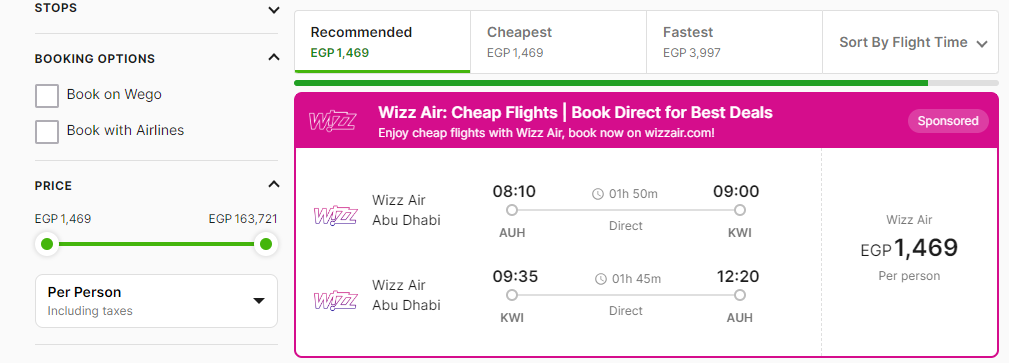 STOPS
BOOKING OPTIONS
Book on Wego
Book with Airlines
PRICE
EGP 1,469 EGP 163,721
Per Person
Including taxes
Recommended
EGP 1,469
Cheapest
EGP 1,469
Fastest
EGP 3,997
Sort By Flight Time
WIZZ
Wizz Air: Cheap Flights | Book Direct for Best Deals
Enjoy cheap flights with Wizz Air, book now on wizzair.com!
Sponsored
WIZZ
Wizz Air
Abu Dhabi
08:10 01h 50m 09:00
Direct
AUH KWI
WIZZ
Wizz Air
Abu Dhabi
09:35 01h 45m 12:20
Direct
KWI AUH
Wizz Air
EGP 1,469
Per person